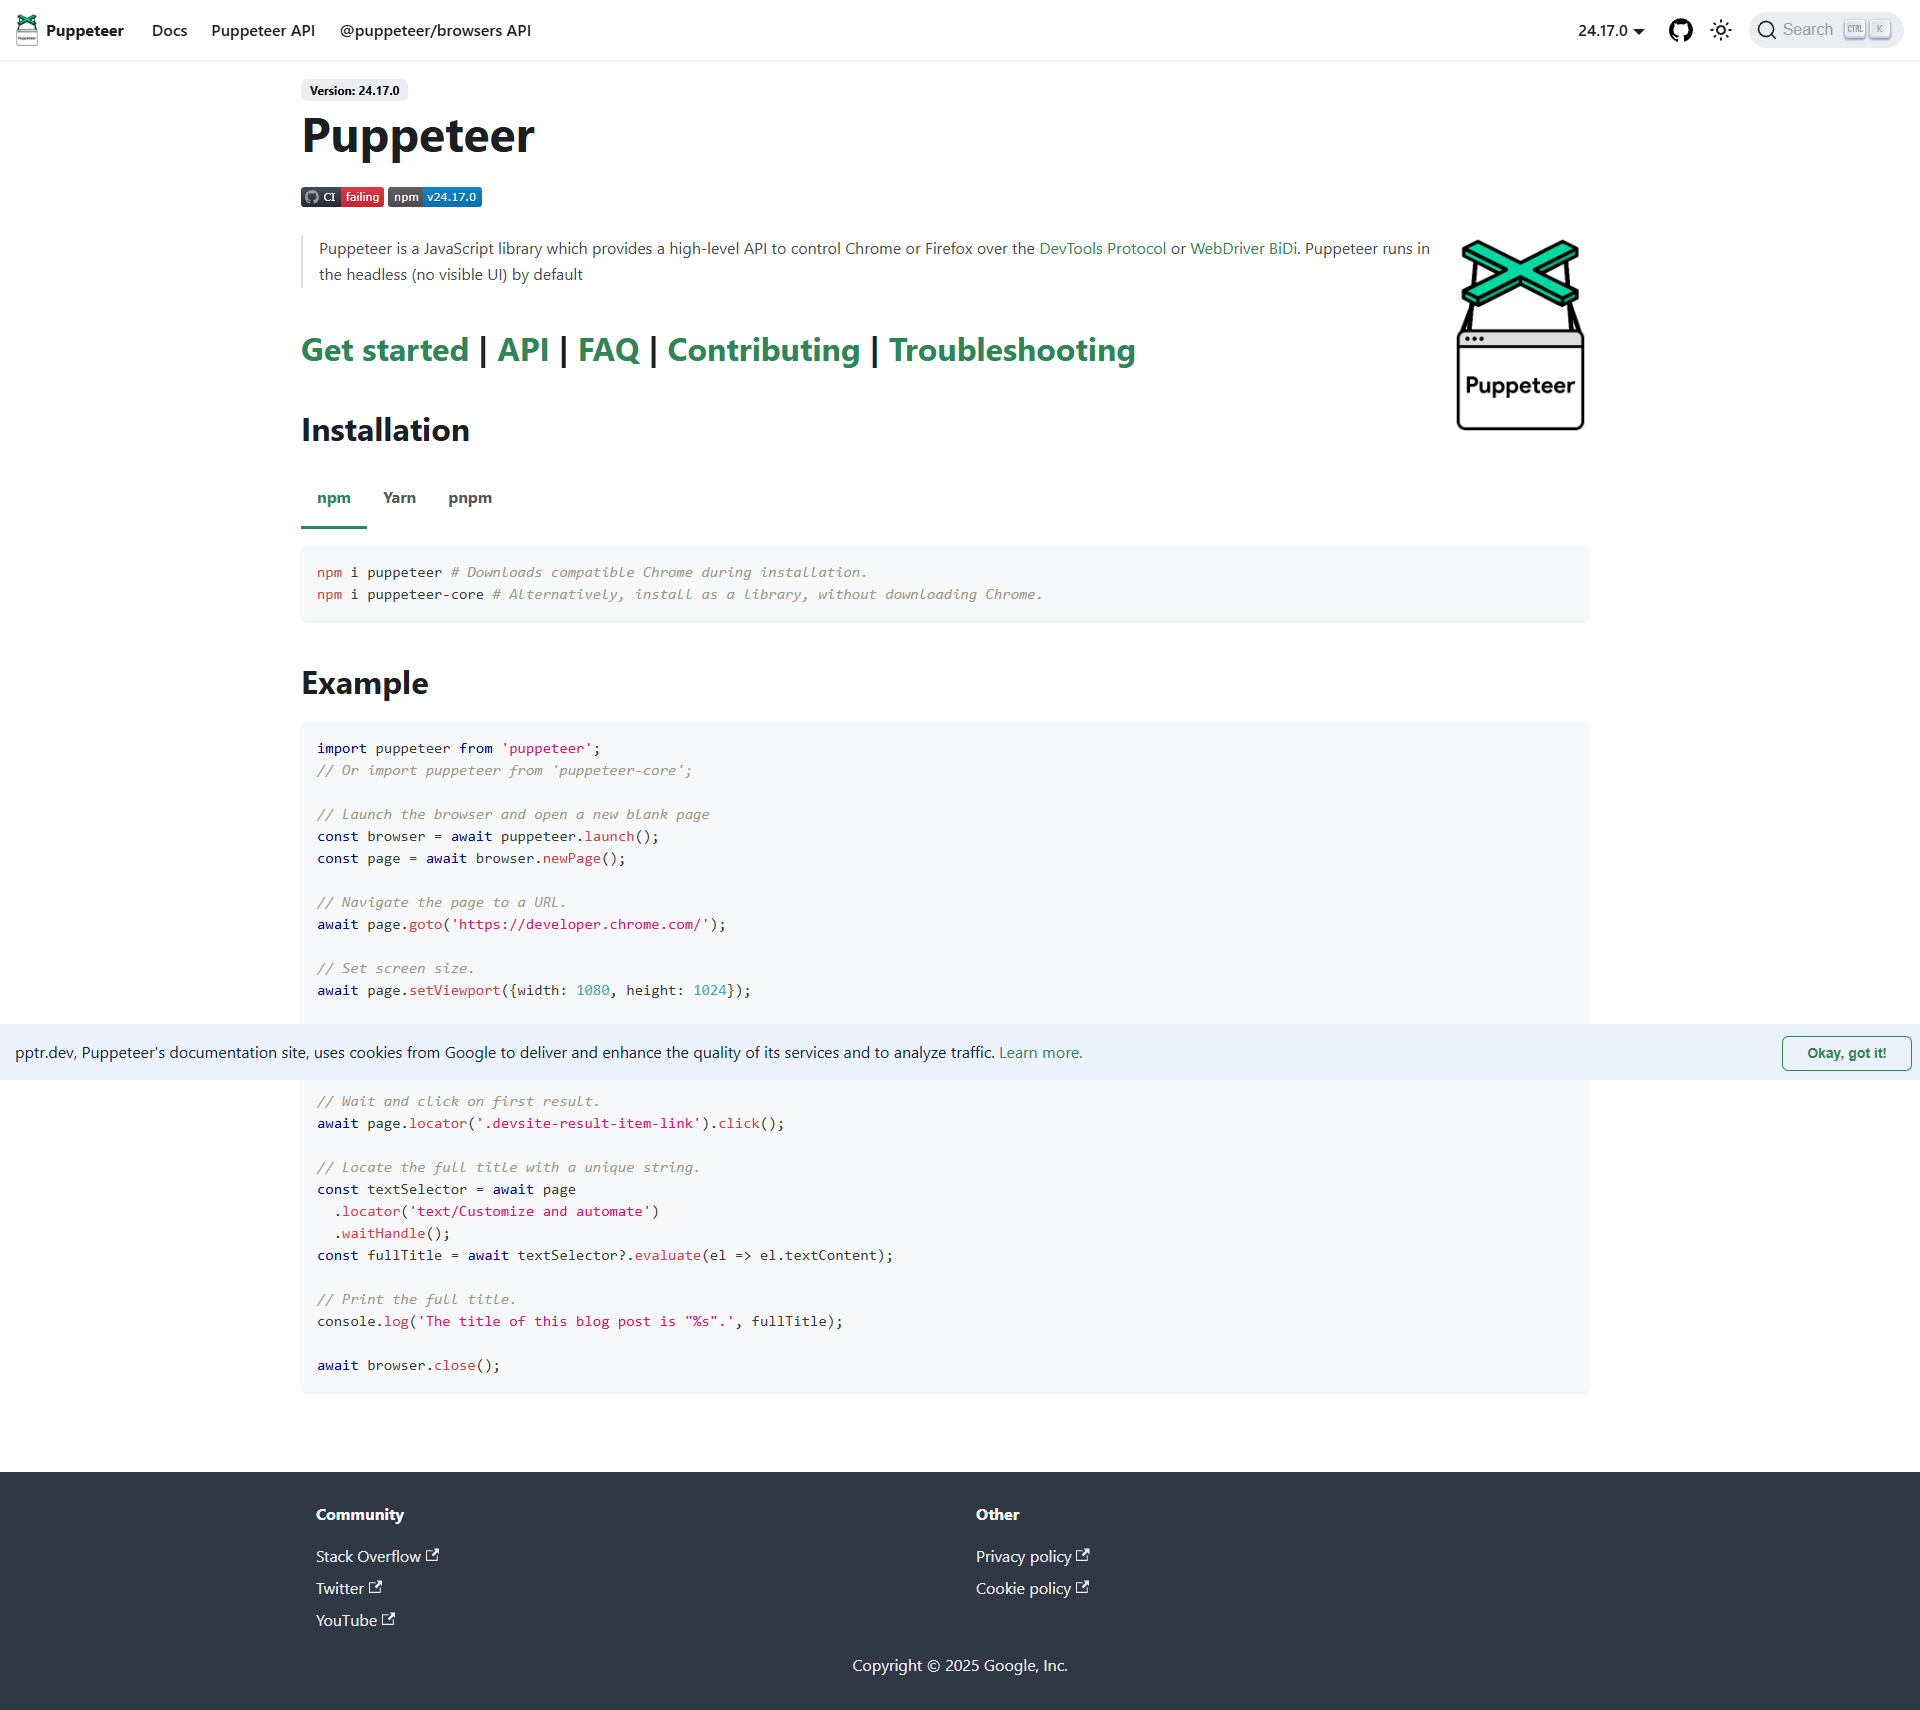 Puppeteer Docs Puppeteer API @puppeteer/browsers API 24.17.0 Search CTRL K
Version: 24.17.0
Puppeteer
CI failing npm v24.17.0
Puppeteer is a JavaScript library which provides a high-level API to control Chrome or Firefox over the DevTools Protocol or WebDriver BiDi. Puppeteer runs in
the headless (no visible UI) by default
Puppeteer
Get started | API | FAQ | Contributing | Troubleshooting
Installation
npm Yarn pnpm
npm i puppeteer # Downloads compatible Chrome during installation.
npm i puppeteer-core # Alternatively, install as a library, without downloading Chrome.
Example
import puppeteer from 'puppeteer';
// Or import puppeteer from 'puppeteer-core';
// Launch the browser and open a new blank page
const browser = await puppeteer.launch();
const page = await browser.newPage();
// Navigate the page to a URL.
await page.goto('https://developer.chrome.com/');
// Set screen size.
await page.setViewport({width: 1080, height: 1024});
pptr.dev, Puppeteer's documentation site, uses cookies from Google to deliver and enhance the quality of its services and to analyze traffic. Learn more.
Okay, got it!
// Wait and click on first result.
await page.locator('.devsite-result-item-link').click();
// Locate the full title with a unique string.
const textSelector = await page
.locator('text/Customize and automate')
.waitHandle();
const fullTitle = await textSelector?.evaluate(el => el.textContent);
// Print the full title.
console.log('The title of this blog post is "%s".', fullTitle);
await browser.close();
Community
Stack Overflow
Twitter
YouTube
Other
Privacy policy
Cookie policy
Copyright © 2025 Google, Inc.